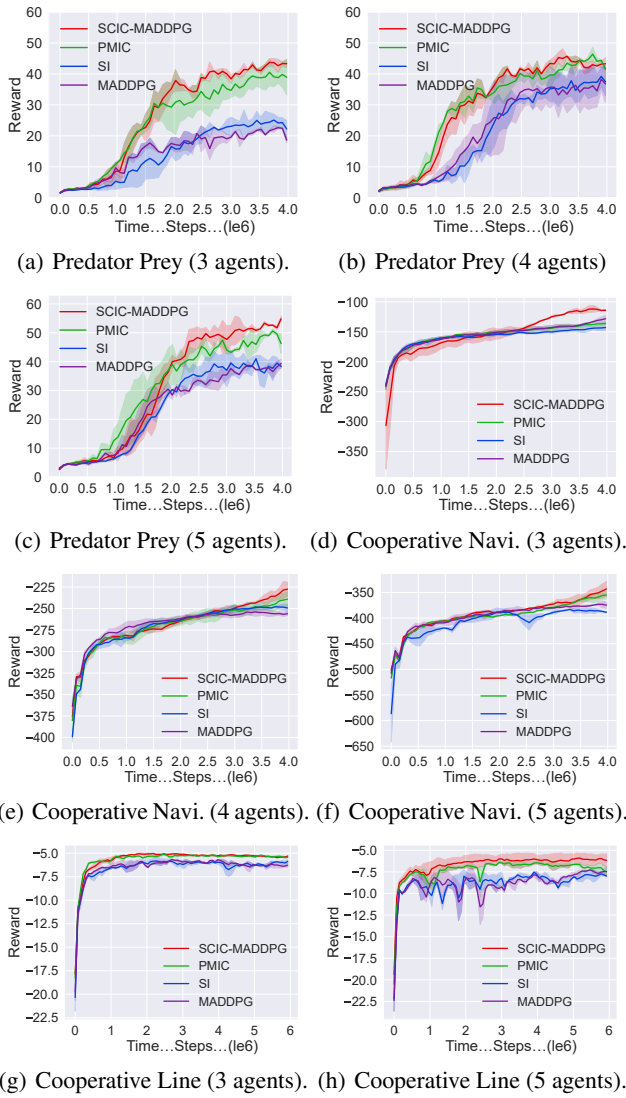 60
50
40
30
20
10
0
Reward
SCIC-MADDPG
PMIC
SI
MADDPG
0.0 0.5 1.0 1.5 2.0 2.5 3.0 3.5 4.0
Time...Steps...(le6)
(a) Predator Prey (3 agents).
60
50
40
30
20
10
0
Reward
SCIC-MADDPG
PMIC
SI
MADDPG
0.0 0.5 1.0 1.5 2.0 2.5 3.0 3.5 4.0
Time...Steps...(le6)
(b) Predator Prey (4 agents)
60
50
40
30
20
10
0
Reward
SCIC-MADDPG
PMIC
SI
MADDPG
0.0 0.5 1.0 1.5 2.0 2.5 3.0 3.5 4.0
Time...Steps...(le6)
(c) Predator Prey (5 agents).
−100
−150
−200
−250
−300
−350
Reward
SCIC-MADDPG
PMIC
SI
MADDPG
0.0 0.5 1.0 1.5 2.0 2.5 3.0 3.5 4.0
Time...Steps...(le6)
(d) Cooperative Navi. (3 agents).
−225
−250
−275
−300
−325
−350
−375
−400
Reward
SCIC-MADDPG
PMIC
SI
MADDPG
0.0 0.5 1.0 1.5 2.0 2.5 3.0 3.5 4.0
Time...Steps...(le6)
(e) Cooperative Navi. (4 agents).
−350
−400
−450
−500
−550
−600
−650
Reward
SCIC-MADDPG
PMIC
SI
MADDPG
0.0 0.5 1.0 1.5 2.0 2.5 3.0 3.5 4.0
Time...Steps...(le6)
(f) Cooperative Navi. (5 agents).
−5.0
−7.5
−10.0
−12.5
−15.0
−17.5
−20.0
−22.5
Reward
SCIC-MADDPG
PMIC
SI
MADDPG
0 1 2 3 4 5 6
Time...Steps...(le6)
(g) Cooperative Line (3 agents).
−5.0
−7.5
−10.0
−12.5
−15.0
−17.5
−20.0
−22.5
Reward
SCIC-MADDPG
PMIC
SI
MADDPG
0 1 2 3 4 5 6
Time...Steps...(le6)
(h) Cooperative Line (5 agents).